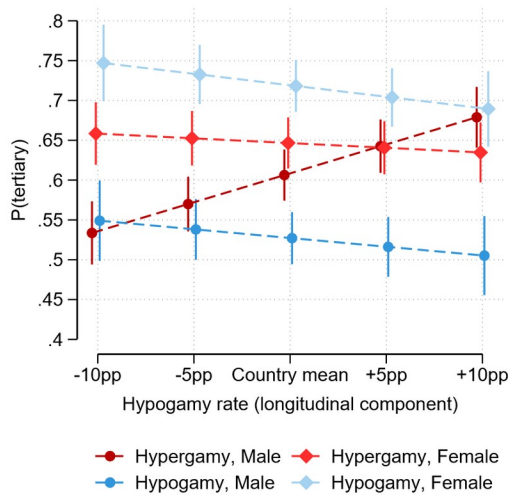 .8
.75
.7
.65
.6
.55
.5
.45
.4
P(tertiary)
-10pp -5pp Country mean +5pp +10pp
Hypogamy rate (longitudinal component)
Hypergamy, Male Hypergamy, Female
Hypogamy, Male Hypogamy, Female